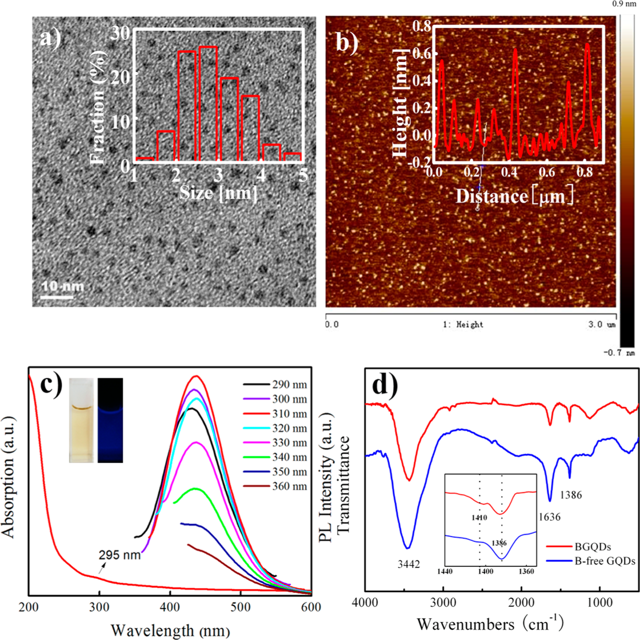 a)
Fraction (%)
30
20
10
0
1 2 3 4 5
Size [nm]
10 nm
b)
Height [nm]
0.8
0.6
0.4
0.2
0.0
-0.2
0.0 0.2 0.4 0.6 0.8
Distance [μm]
0.9 nm
-0.7 nm
0.0 1: Height 3.0 um
c)
Absorption (a.u.)
295 nm
290 nm
300 nm
310 nm
320 nm
330 nm
340 nm
350 nm
360 nm
PL Intensity (a.u.)
200 300 400 500 600
Wavelength (nm)
d)
Transmittance
3442
1386
1636
1410
1386
1440 1400 1360
BGQDs
B-free GQDs
4000 3000 2000 1000
Wavenumbers (cm-1)